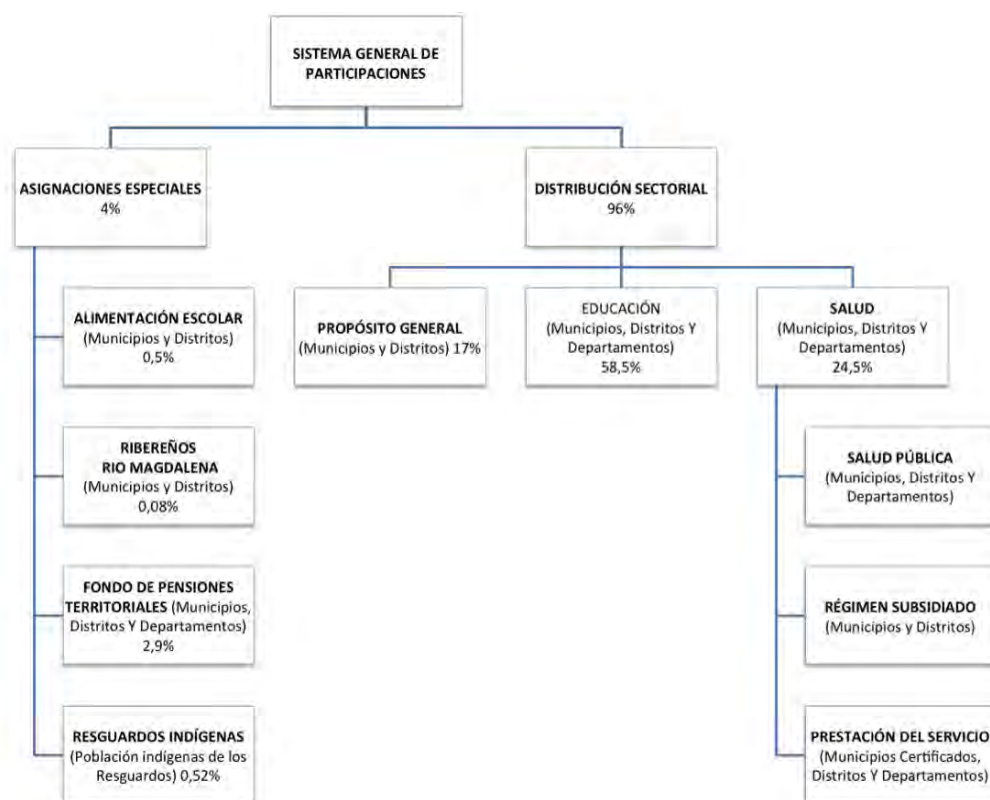 SISTEMA GENERAL DE
PARTICIPACIONES
ASIGNACIONES ESPECIALES
4%
DISTRIBUCIÓN SECTORIAL
96%
ALIMENTACIÓN ESCOLAR
(Municipios y Distritos)
0,5%
RIBEREÑOS
RIO MAGDALENA
(Municipios y Distritos)
0,08%
FONDO DE PENSIONES
TERRITORIALES (Municipios,
Distritos Y Departamentos)
2,9%
RESGUARDOS INDÍGENAS
(Población indígenas de los
Resguardos) 0,52%
PROPÓSITO GENERAL
(Municipios y Distritos) 17%
EDUCACIÓN
(Municipios, Distritos Y
Departamentos)
58,5%
SALUD
(Municipios, Distritos Y
Departamentos)
24,5%
SALUD PÚBLICA
(Municipios, Distritos Y
Departamentos)
RÉGIMEN SUBSIDIADO
(Municipios y Distritos)
PRESTACIÓN DEL SERVICIO
(Municipios Certificados,
Distritos Y Departamentos)